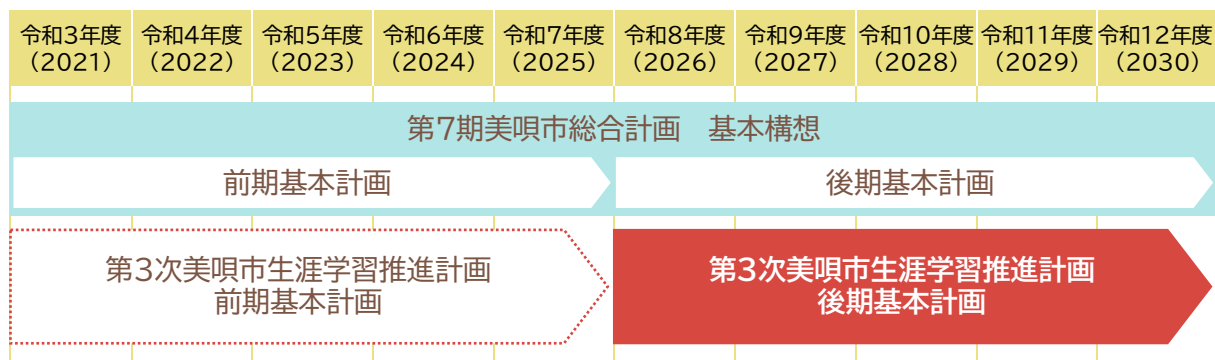 令和3年度 令和4年度 令和5年度 令和6年度 令和7年度 令和8年度 令和9年度 令和10年度 令和11年度 令和12年度
（2021） （2022） （2023） （2024） （2025） （2026） （2027） （2028） （2029） （2030）
第7期美唄市総合計画　基本構想
前期基本計画 後期基本計画
第3次美唄市生涯学習推進計画
前期基本計画
第3次美唄市生涯学習推進計画
後期基本計画